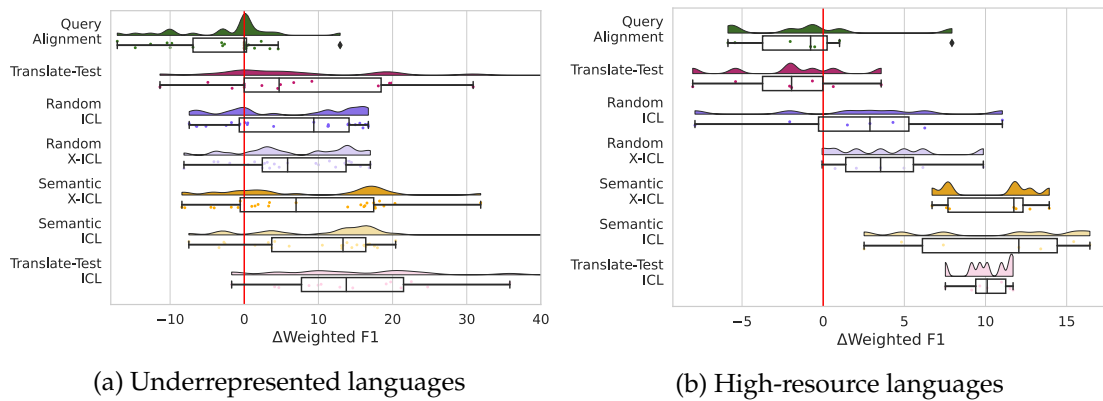 Query
Alignment
Translate-Test
Random
ICL
Random
X-ICL
Semantic
X-ICL
Semantic
ICL
Translate-Test
ICL
−10 0 10 20 30 40
ΔWeighted F1
(a) Underrepresented languages
Query
Alignment
Translate-Test
Random
ICL
Random
X-ICL
Semantic
X-ICL
Semantic
ICL
Translate-Test
ICL
−5 0 5 10 15
ΔWeighted F1
(b) High-resource languages